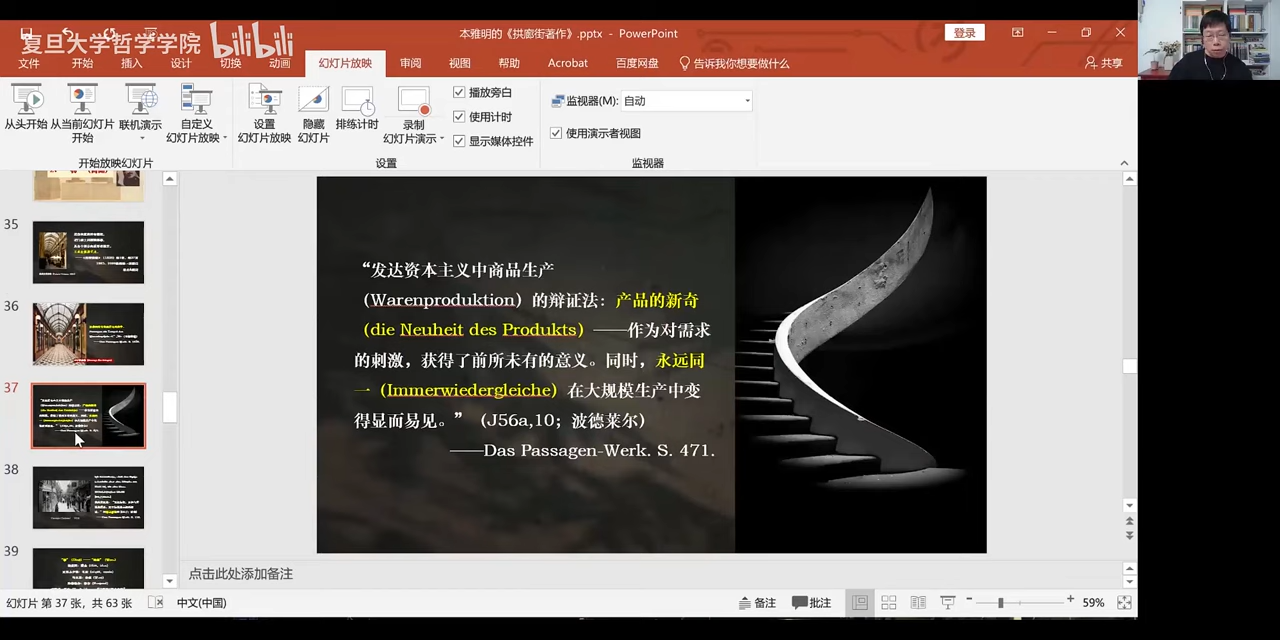 复旦大学哲学学院 bilibili
本雅明的《拱廊街著作》.pptx - PowerPoint
登录
文件 开始 插入 设计 切换 动画 幻灯片放映 审阅 视图 帮助 Acrobat 百度网盘 告诉我你想要做什么 共享
从头开始 从当前幻灯片 开始 联机演示 自定义 幻灯片放映 设置 幻灯片放映 隐藏 幻灯片 排练计时 录制 幻灯片演示
播放旁白
使用计时
显示媒体控件
监视器(M): 自动
使用演示者视图
开始放映幻灯片 设置 监视器
35
36
37
38
39
“发达资本主义中商品生产
（Warenproduktion）的辩证法：产品的新奇
（die Neuheit des Produkts）——作为对需求
的刺激，获得了前所未有的意义。同时，永远同
一（Immerwiedergleiche）在大规模生产中变
得显而易见。”（J56a,10；波德莱尔）
——Das Passagen-Werk. S. 471.
点击此处添加备注
幻灯片 第 37 张，共 63 张 中文(中国) 备注 批注 59%